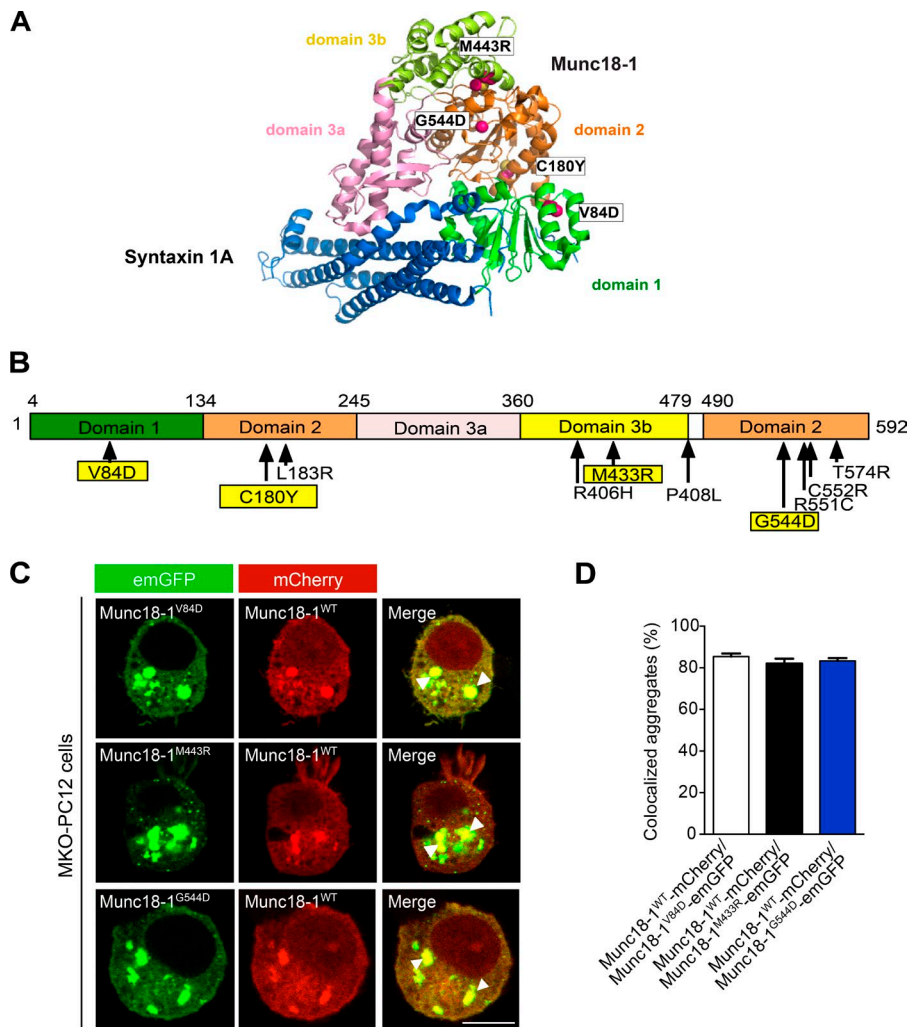 A
domain 3b
M443R
Munc18-1
domain 3a
G544D
domain 2
C180Y
V84D
Syntaxin 1A
domain 1
B
4 134 245 360 479 490
1 Domain 1 Domain 2 Domain 3a Domain 3b Domain 2 592
V84D
L183R
C180Y
R406H
M433R
P408L
T574R
C552R
R551C
G544D
C
emGFP mCherry
MKO-PC12 cells
Munc18-1V84D Munc18-1WT Merge
Munc18-1M443R Munc18-1WT Merge
Munc18-1G544D Munc18-1WT Merge
D
Colocalized aggregates (%)
100
80
60
40
20
0
Munc18-1WT-mCherry/
Munc18-1V84D-emGFP
Munc18-1WT-mCherry/
Munc18-1M433R-emGFP
Munc18-1WT-mCherry/
Munc18-1G544D-emGFP